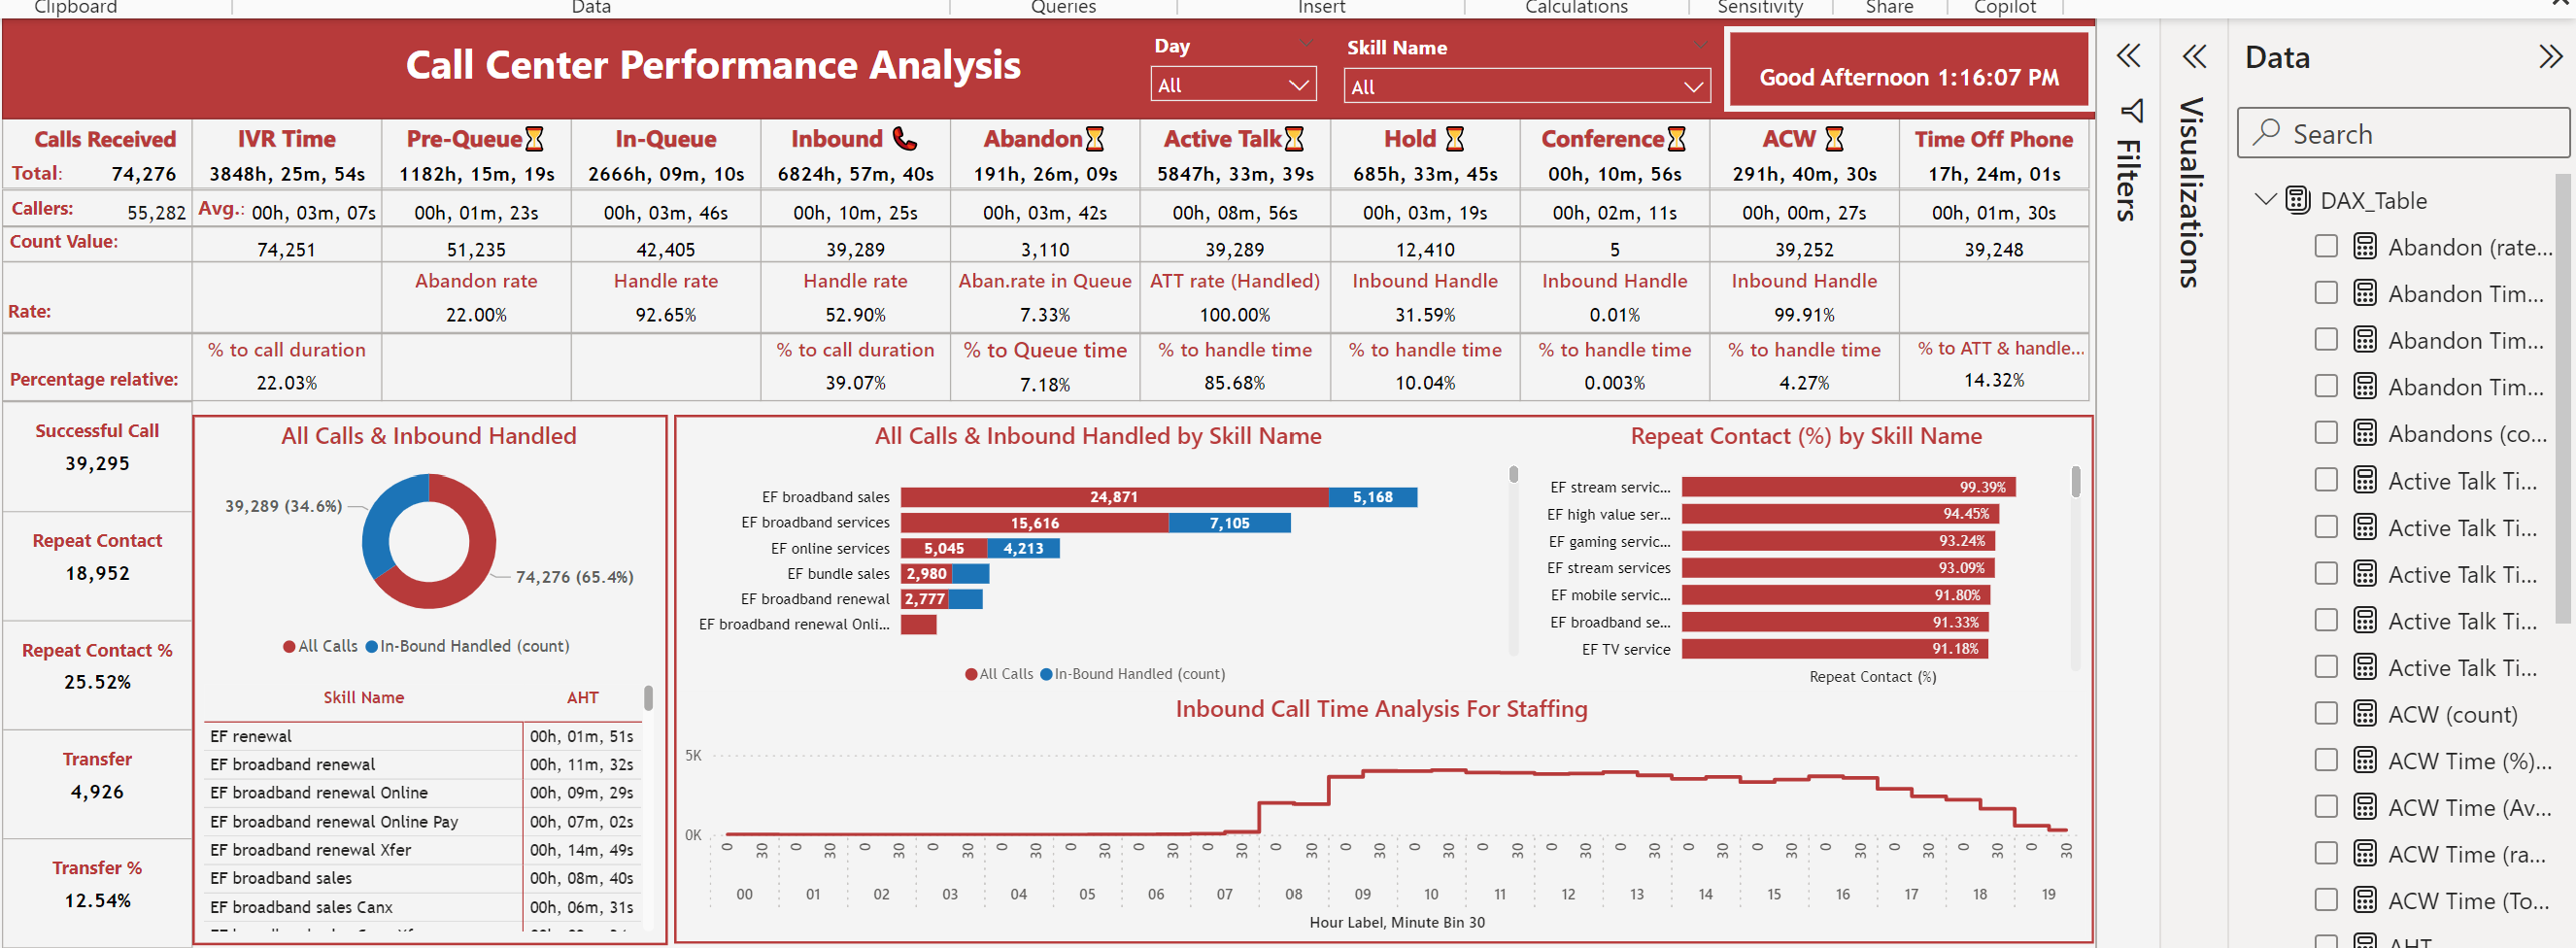 Clipboard Data Queries Insert Calculations Sensitivity Share Copilot
Call Center Performance Analysis
Day
All
Skill Name
All
Good Afternoon 1:16:07 PM
Calls Received IVR Time Pre-Queue⏳ In-Queue Inbound 📞 Abandon⏳ Active Talk⏳ Hold ⏳ Conference⏳ ACW ⏳ Time Off Phone
Total: 74,276 3848h, 25m, 54s 1182h, 15m, 19s 2666h, 09m, 10s 6824h, 57m, 40s 191h, 26m, 09s 5847h, 33m, 39s 685h, 33m, 45s 00h, 10m, 56s 291h, 40m, 30s 17h, 24m, 01s
Callers: 55,282 Avg.: 00h, 03m, 07s 00h, 01m, 23s 00h, 03m, 46s 00h, 10m, 25s 00h, 03m, 42s 00h, 08m, 56s 00h, 03m, 19s 00h, 02m, 11s 00h, 00m, 27s 00h, 01m, 30s
Count Value: 74,251 51,235 42,405 39,289 3,110 39,289 12,410 5 39,252 39,248
Abandon rate Handle rate Handle rate Aban.rate in Queue ATT rate (Handled) Inbound Handle Inbound Handle Inbound Handle
Rate: 22.00% 92.65% 52.90% 7.33% 100.00% 31.59% 0.01% 99.91%
% to call duration % to call duration % to Queue time % to handle time % to handle time % to handle time % to handle time % to ATT & handle...
Percentage relative: 22.03% 39.07% 7.18% 85.68% 10.04% 0.003% 4.27% 14.32%
Successful Call
39,295
Repeat Contact
18,952
Repeat Contact %
25.52%
Transfer
4,926
Transfer %
12.54%
All Calls & Inbound Handled
39,289 (34.6%)
74,276 (65.4%)
All Calls In-Bound Handled (count)
Skill Name AHT
EF renewal 00h, 01m, 51s
EF broadband renewal 00h, 11m, 32s
EF broadband renewal Online 00h, 09m, 29s
EF broadband renewal Online Pay 00h, 07m, 02s
EF broadband renewal Xfer 00h, 14m, 49s
EF broadband sales 00h, 08m, 40s
EF broadband sales Canx 00h, 06m, 31s
All Calls & Inbound Handled by Skill Name
EF broadband sales 24,871 5,168
EF broadband services 15,616 7,105
EF online services 5,045 4,213
EF bundle sales 2,980
EF broadband renewal 2,777
EF broadband renewal Onli...
All Calls In-Bound Handled (count)
Repeat Contact (%) by Skill Name
EF stream servic... 99.39%
EF high value ser... 94.45%
EF gaming servic... 93.24%
EF stream services 93.09%
EF mobile servic... 91.80%
EF broadband se... 91.33%
EF TV service 91.18%
Repeat Contact (%)
Inbound Call Time Analysis For Staffing
5K
0K
0 30 0 30 0 30 0 30 0 30 0 30 0 30 0 30 0 30 0 30 0 30 0 30 0 30 0 30 0 30 0 30 0 30 0 30 0 30 0 30
00 01 02 03 04 05 06 07 08 09 10 11 12 13 14 15 16 17 18 19
Hour Label, Minute Bin 30
Filters
Visualizations
Data
Search
DAX_Table
Abandon (rate...
Abandon Tim...
Abandon Tim...
Abandon Tim...
Abandons (co...
Active Talk Ti...
Active Talk Ti...
Active Talk Ti...
Active Talk Ti...
Active Talk Ti...
ACW (count)
ACW Time (%)...
ACW Time (Av...
ACW Time (ra...
ACW Time (To...
AHT